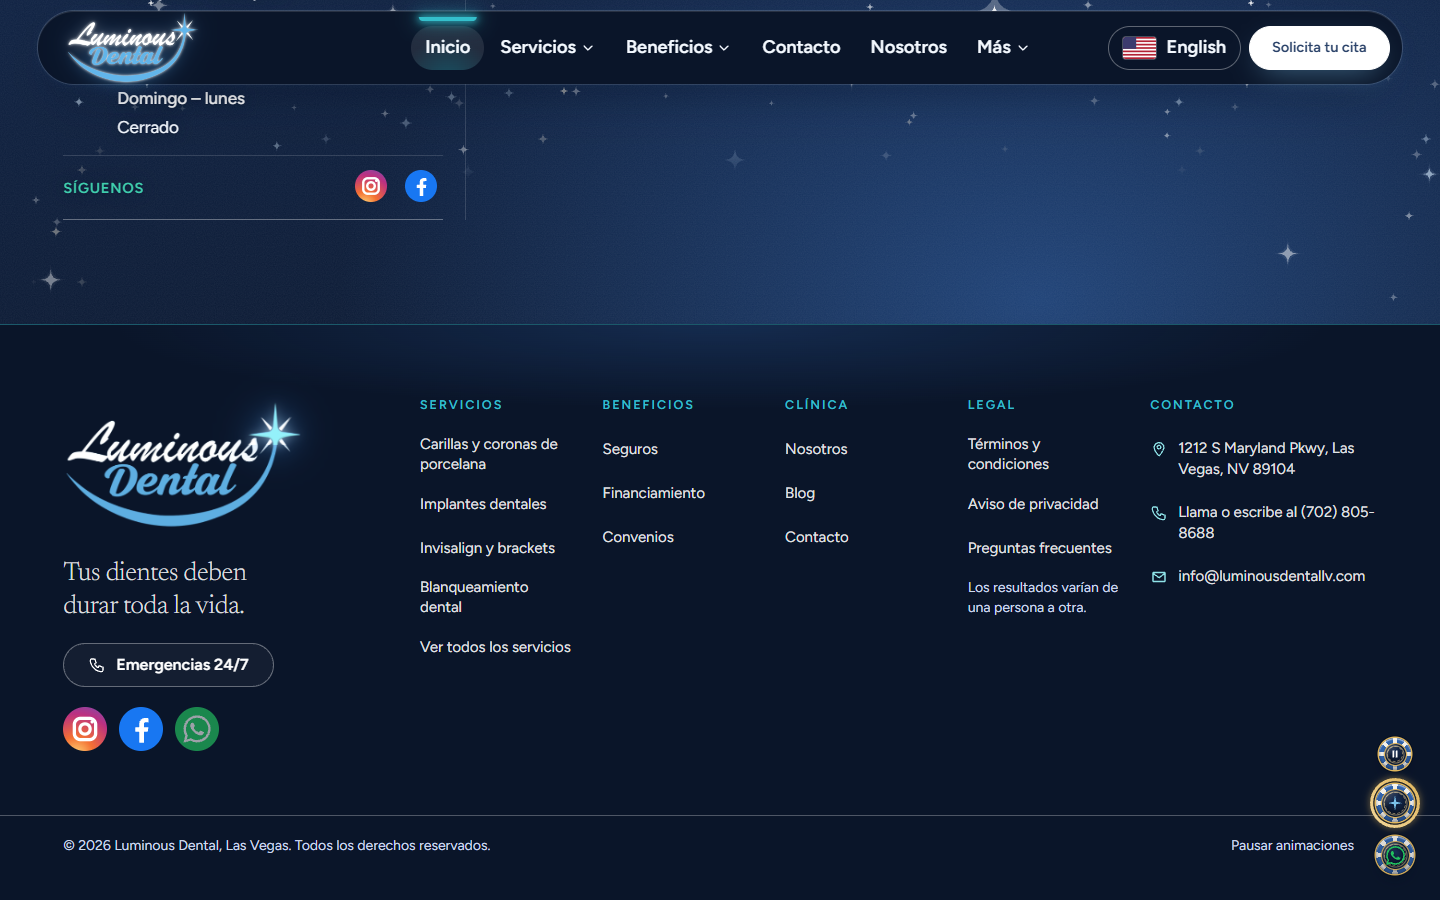 Luminous
Dental
Inicio
Servicios
Beneficios
Contacto
Nosotros
Más
English
Solicita tu cita
Domingo – lunes
Cerrado
SÍGUENOS
Luminous
Dental
Tus dientes deben
durar toda la vida.
Emergencias 24/7
SERVICIOS
Carillas y coronas de
porcelana
Implantes dentales
Invisalign y brackets
Blanqueamiento
dental
Ver todos los servicios
BENEFICIOS
Seguros
Financiamiento
Convenios
CLÍNICA
Nosotros
Blog
Contacto
LEGAL
Términos y
condiciones
Aviso de privacidad
Preguntas frecuentes
Los resultados varían de
una persona a otra.
CONTACTO
1212 S Maryland Pkwy, Las
Vegas, NV 89104
Llama o escribe al (702) 805-
8688
info@luminousdentallv.com
© 2026 Luminous Dental, Las Vegas. Todos los derechos reservados.
Pausar animaciones